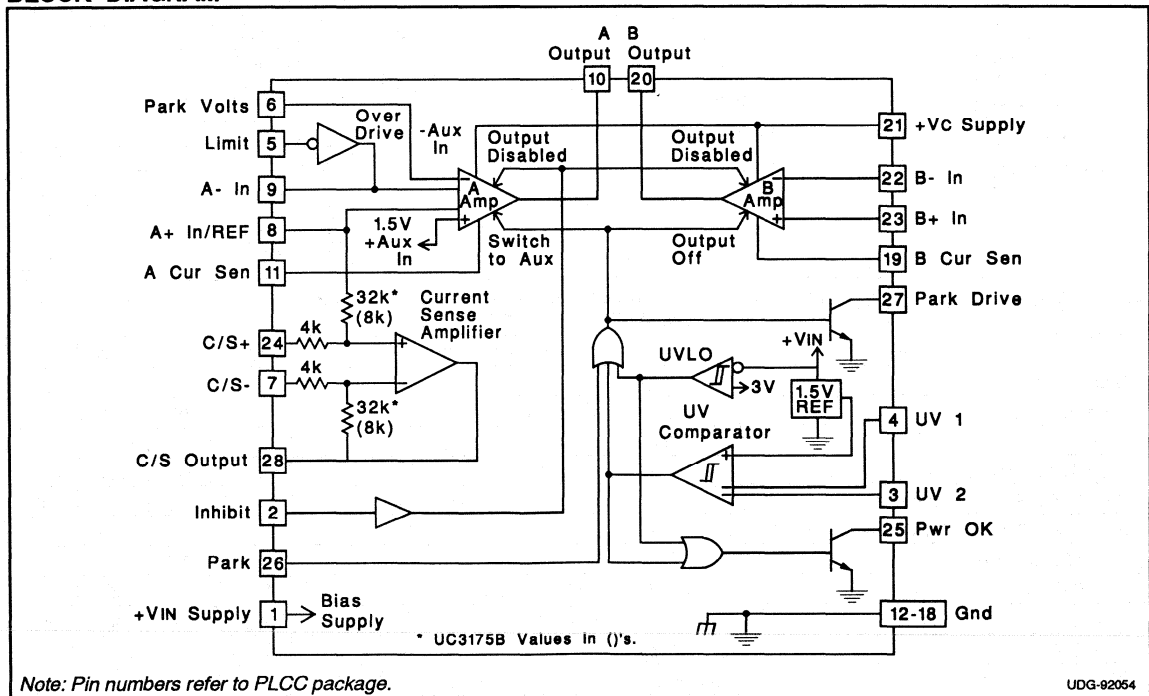 A B
Output Output
10 20
Park Volts 6
Limit 5
A- In 9
A+ In/REF 8
A Cur Sen 11
C/S+ 24
C/S- 7
C/S Output 28
Inhibit 2
Park 26
+VIN Supply 1
Over
Drive
-Aux
In
Output
Disabled
Output
Disabled
A
Amp
B
Amp
1.5V
+Aux
In
Switch
to Aux
Output
Off
4k
4k
32k*
(8k)
32k*
(8k)
Current
Sense
Amplifier
UVLO
3V
+VIN
1.5V
REF
UV
Comparator
Bias
Supply
21 +VC Supply
22 B- In
23 B+ In
19 B Cur Sen
27 Park Drive
4 UV 1
3 UV 2
25 Pwr OK
12-18 Gnd
* UC3175B Values in ()'s.
Note: Pin numbers refer to PLCC package.
UDG-92054